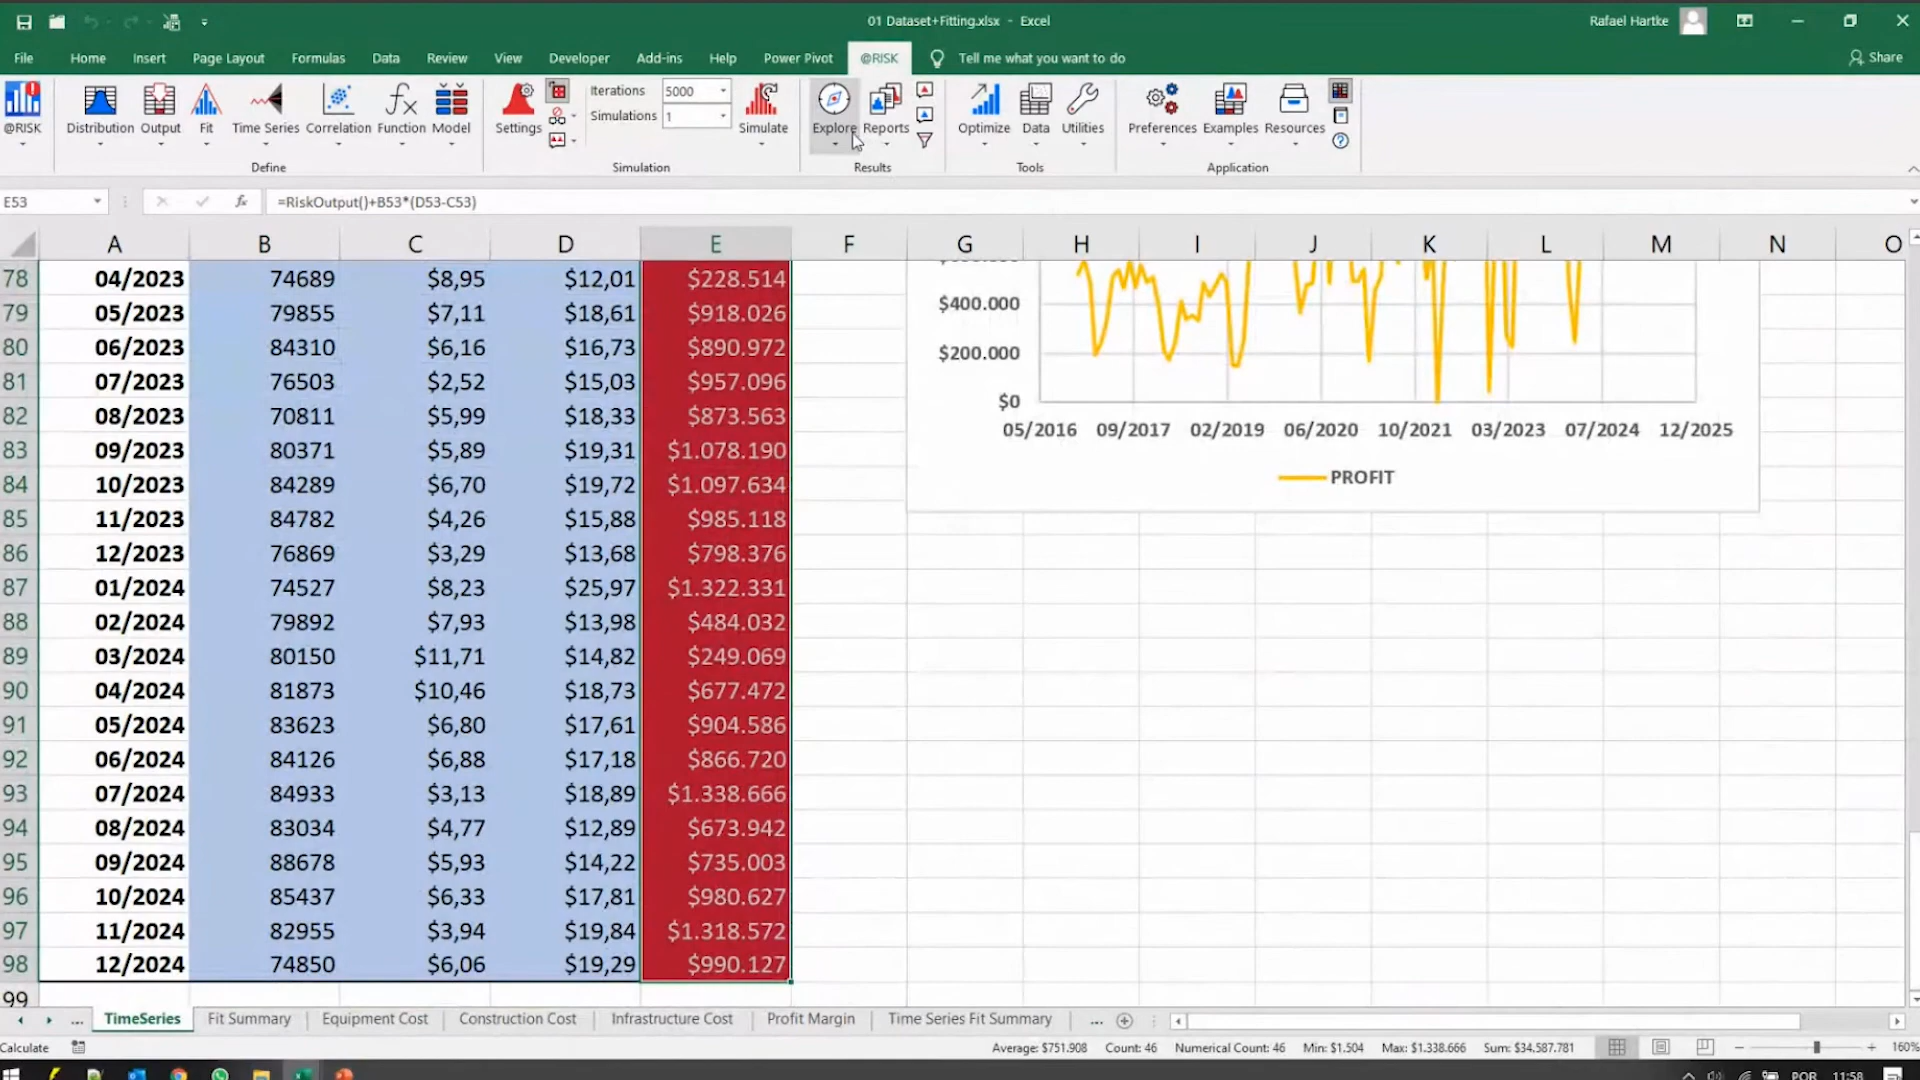 01 Dataset+Fitting.xlsx - Excel
Rafael Hartke
File Home Insert Page Layout Formulas Data Review View Developer Add-ins Help Power Pivot @RISK Tell me what you want to do Share
Iterations 5000
Simulations 1
@RISK Distribution Output Fit Time Series Correlation Function Model Settings Simulate Explore Reports Optimize Data Utilities Preferences Examples Resources
Define Simulation Results Tools Application
E53 fx =RiskOutput()+B53*(D53-C53)
A B C D E F G H I J K L M N O
78 04/2023 74689 $8,95 $12,01 $228.514
79 05/2023 79855 $7,11 $18,61 $918.026
80 06/2023 84310 $6,16 $16,73 $890.972
81 07/2023 76503 $2,52 $15,03 $957.096
82 08/2023 70811 $5,99 $18,33 $873.563
83 09/2023 80371 $5,89 $19,31 $1.078.190
84 10/2023 84289 $6,70 $19,72 $1.097.634
85 11/2023 84782 $4,26 $15,88 $985.118
86 12/2023 76869 $3,29 $13,68 $798.376
87 01/2024 74527 $8,23 $25,97 $1.322.331
88 02/2024 79892 $7,93 $13,98 $484.032
89 03/2024 80150 $11,71 $14,82 $249.069
90 04/2024 81873 $10,46 $18,73 $677.472
91 05/2024 83623 $6,80 $17,61 $904.586
92 06/2024 84126 $6,88 $17,18 $866.720
93 07/2024 84933 $3,13 $18,89 $1.338.666
94 08/2024 83034 $4,77 $12,89 $673.942
95 09/2024 88678 $5,93 $14,22 $735.003
96 10/2024 85437 $6,33 $17,81 $980.627
97 11/2024 82955 $3,94 $19,84 $1.318.572
98 12/2024 74850 $6,06 $19,29 $990.127
99
$400.000
$200.000
$0
05/2016 09/2017 02/2019 06/2020 10/2021 03/2023 07/2024 12/2025
PROFIT
... TimeSeries Fit Summary Equipment Cost Construction Cost Infrastructure Cost Profit Margin Time Series Fit Summary ...
Calculate Average: $751.908 Count: 46 Numerical Count: 46 Min: $1.504 Max: $1.338.666 Sum: $34.587.781 160%
POR 11:58